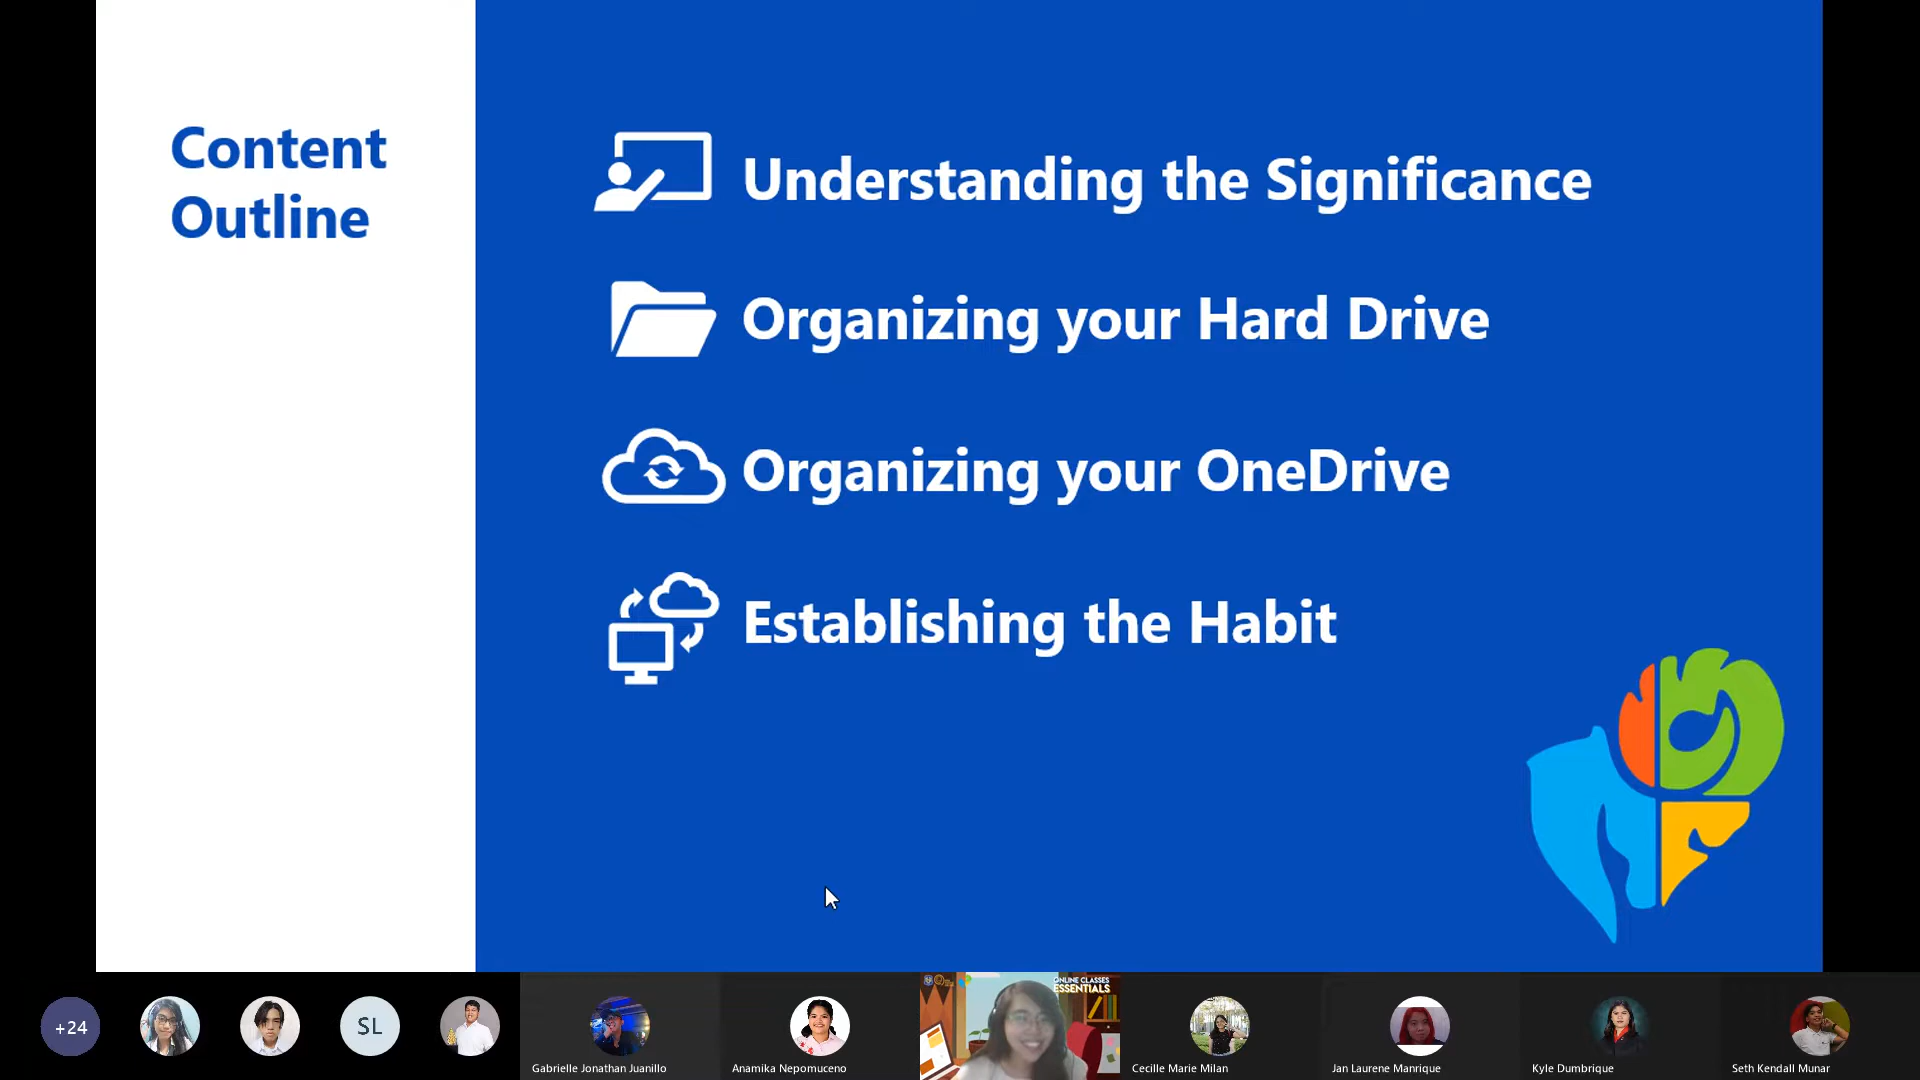 Content
Outline
Understanding the Significance
Organizing your Hard Drive
Organizing your OneDrive
Establishing the Habit
+24
SL
Gabrielle Jonathan Juanillo
Anamika Nepomuceno
ONLINE CLASSES
ESSENTIALS
Cecille Marie Milan
Jan Laurene Manrique
Kyle Dumbrique
Seth Kendall Munar